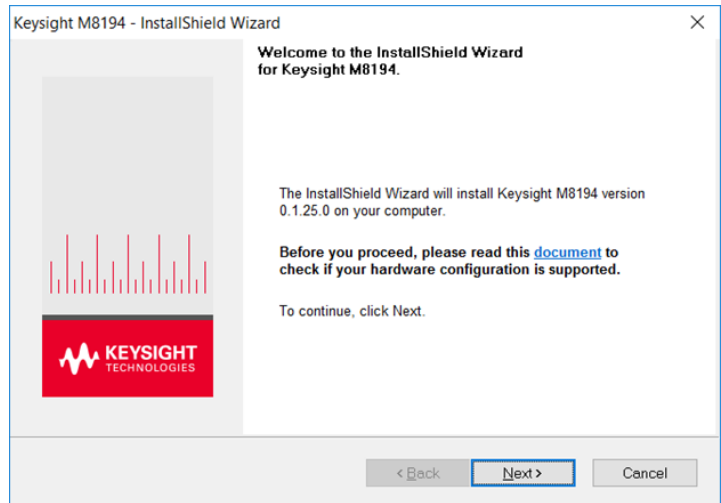 Keysight M8194 - InstallShield Wizard
Welcome to the InstallShield Wizard
for Keysight M8194.
The InstallShield Wizard will install Keysight M8194 version
0.1.25.0 on your computer.
Before you proceed, please read this document to
check if your hardware configuration is supported.
To continue, click Next.
KEYSIGHT
TECHNOLOGIES
< Back
Next >
Cancel